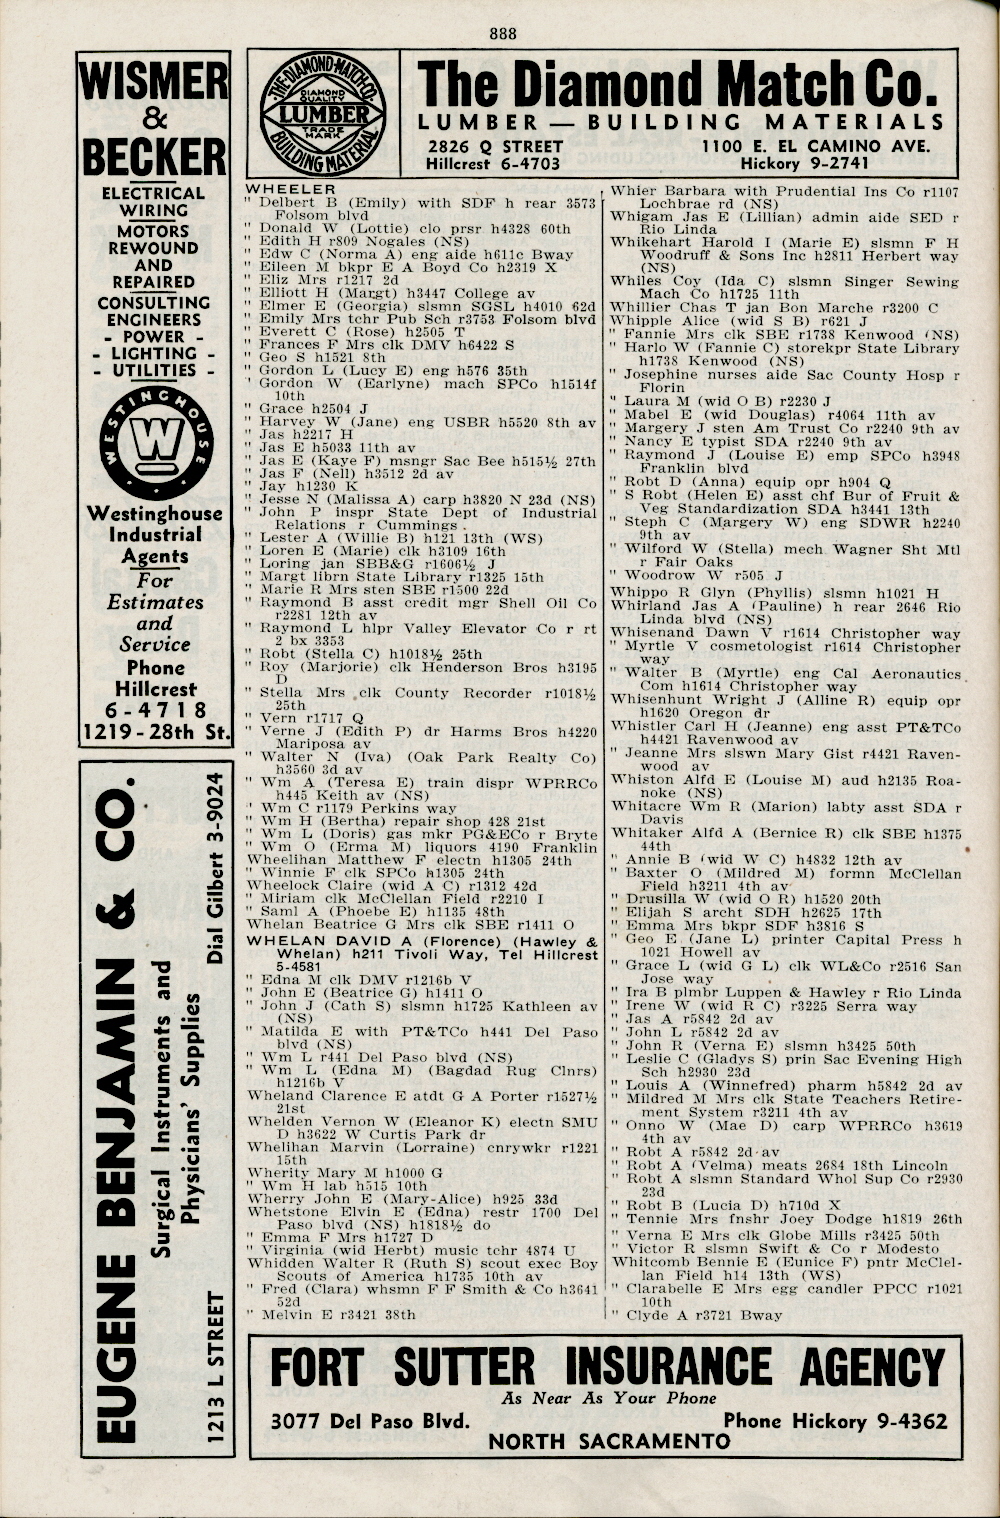 888
WISMER
&
BECKER
ELECTRICAL
WIRING
MOTORS
REWOUND
AND
REPAIRED
CONSULTING
ENGINEERS
- POWER -
- LIGHTING -
- UTILITIES -
WESTINGHOUSE
W
Westinghouse
Industrial
Agents
For
Estimates
and
Service
Phone
Hillcrest
6-4718
1219-28th St.
EUGENE BENJAMIN & CO.
Surgical Instruments and
Physicians' Supplies
1213 L STREET
Dial Gilbert 3-9024
THE DIAMOND MATCH CO.
DIAMOND
QUALITY
LUMBER
TRADE
MARK
BUILDING MATERIAL
The Diamond Match Co.
LUMBER — BUILDING MATERIALS
2826 Q STREET
Hillcrest 6-4703
1100 E. EL CAMINO AVE.
Hickory 9-2741
WHEELER
" Delbert B (Emily) with SDF h rear 3573
Folsom blvd
" Donald W (Lottie) clo prsr h4328 60th
" Edith H r809 Nogales (NS)
" Edw C (Norma A) eng aide h611c Bway
" Eileen M bkpr E A Boyd Co h2319 X
" Eliz Mrs r1217 2d
" Elliott H (Margt) h3447 College av
" Elmer E (Georgia) slsmn SGSL h4010 62d
" Emily Mrs tchr Pub Sch r3753 Folsom blvd
" Everett C (Rose) h2505 T
" Frances F Mrs clk DMV h6422 S
" Geo S h1521 8th
" Gordon L (Lucy E) eng h576 35th
' Gordon W (Earlyne) mach SPCo h1514f
10th
" Grace h2504 J
" Harvey W (Jane) eng USBR h5520 8th av
" Jas h2217 H
" Jas E h5033 11th av
" Jas E (Kaye F) msngr Sac Bee h515½ 27th
" Jas F (Nell) h3512 2d av
" Jay h1230 K
" Jesse N (Malissa A) carp h3820 N 23d (NS)
" John P inspr State Dept of Industrial
Relations r Cummings .
" Lester A (Willie B) h121 13th (WS)
" Loren E (Marie) clk h3109 16th
" Loring jan SBB&G r1606½ J
" Margt librn State Library r1325 15th
" Marie R Mrs sten SBE r1500 22d
" Raymond B asst credit mgr Shell Oil Co
r2281 12th av
" Raymond L hlpr Valley Elevator Co r rt
2 bx 3353
" Robt (Stella C) h1018½ 25th
" Roy (Marjorie) clk Henderson Bros h3195
D
" Stella Mrs clk County Recorder r1018½
25th
" Vern r1717 Q
" Verne J (Edith P) dr Harms Bros h4220
Mariposa av
" Walter N (Iva) (Oak Park Realty Co)
h3560 3d av
" Wm A (Teresa E) train dispr WPRRCo
h445 Keith av (NS)
' Wm C r1179 Perkins way
" Wm H (Bertha) repair shop 428 21st
" Wm L (Doris) gas mkr PG&ECo r Bryte
" Wm O (Erma M) liquors 4190 Franklin
Wheelihan Matthew F electn h1305 24th
" Winnie F clk SPCo h1305 24th
Wheelock Claire (wid A C) r1312 42d
" Miriam clk McClellan Field r2210 I
" Saml A (Phoebe E) h1135 48th
Whelan Beatrice G Mrs clk SBE r1411 O
WHELAN DAVID A (Florence) (Hawley &
Whelan) h211 Tivoli Way, Tel Hillcrest
5-4581
" Edna M clk DMV r1216b V
" John E (Beatrice G) h1411 O
" John J (Cath S) slsmn h1725 Kathleen av
(NS)
" Matilda E with PT&TCo h441 Del Paso
blvd (NS)
" Wm L r441 Del Paso blvd (NS)
" Wm L (Edna M) (Bagdad Rug Clnrs)
h1216b V
Wheland Clarence E atdt G A Porter r1527½
21st
Whelden Vernon W (Eleanor K) electn SMU
D h3622 W Curtis Park dr
Whelihan Marvin (Lorraine) cnrywkr r1221
15th
Wherity Mary M h1000 G
" Wm H lab h515 10th
Wherry John E (Mary-Alice) h925 33d
Whetstone Elvin E (Edna) restr 1700 Del
Paso blvd (NS) h1818½ do
" Emma F Mrs h1727 D
" Virginia (wid Herbt) music tchr 4874 U
Whidden Walter R (Ruth S) scout exec Boy
Scouts of America h1735 10th av
" Fred (Clara) whsmn F F Smith & Co h3641
52d
" Melvin E r3421 38th
Whier Barbara with Prudential Ins Co r1107
Lochbrae rd (NS)
Whigam Jas E (Lillian) admin aide SED r
Rio Linda
Whikehart Harold I (Marie E) slsmn F H
Woodruff & Sons Inc h2811 Herbert way
(NS)
Whiles Coy (Ida C) slsmn Singer Sewing
Mach Co h1725 11th
Whillier Chas T jan Bon Marche r3200 C
Whipple Alice (wid S B) r621 J
" Fannie Mrs clk SBE r1738 Kenwood (NS)
" Harlo W (Fannie C) storekpr State Library
h1738 Kenwood (NS)
" Josephine nurses aide Sac County Hosp r
Florin
" Laura M (wid O B) r2230 J
" Mabel E (wid Douglas) r4064 11th av
" Margery J sten Am Trust Co r2240 9th av
" Nancy E typist SDA r2240 9th av
" Raymond J (Louise E) emp SPCo h3948
Franklin blvd
" Robt D (Anna) equip opr h904 Q
" S Robt (Helen E) asst chf Bur of Fruit &
Veg Standardization SDA h3441 13th
" Steph C (Margery W) eng SDWR h2240
9th av
" Wilford W (Stella) mech Wagner Sht Mtl
r Fair Oaks
" Woodrow W r505 J
Whippo R Glyn (Phyllis) slsmn h1021 H
Whirland Jas A (Pauline) h rear 2646 Rio
Linda blvd (NS)
Whisenand Dawn V r1614 Christopher way
" Myrtle V cosmetologist r1614 Christopher
way
" Walter B (Myrtle) eng Cal Aeronautics
Com h1614 Christopher way
Whisenhunt Wright J (Alline R) equip opr
h1620 Oregon dr
Whistler Carl H (Jeanne) eng asst PT&TCo
h4421 Ravenwood av
" Jeanne Mrs slswn Mary Gist r4421 Raven-
wood av
Whiston Alfd E (Louise M) aud h2135 Roa-
noke (NS)
Whitacre Wm R (Marion) labty asst SDA r
Davis
Whitaker Alfd A (Bernice R) clk SBE h1375
44th
" Annie B (wid W C) h4832 12th av
" Baxter O (Mildred M) formn McClellan
Field h3211 4th av
" Drusilla W (wid O R) h1520 20th
" Elijah S archt SDH h2625 17th
" Emma Mrs bkpr SDF h3816 S
" Geo E (Jane L) printer Capital Press h
1021 Howell av
" Grace L (wid G L) clk WL&Co r2516 San
Jose way
" Ira B plmbr Luppen & Hawley r Rio Linda
" Irene W (wid R C) r3225 Serra way
" Jas A r5842 2d av
" John L r5842 2d av
" John R (Verna E) slsmn h3425 50th
" Leslie C (Gladys S) prin Sac Evening High
Sch h2930 23d
" Louis A (Winnefred) pharm h5842 2d av
" Mildred M Mrs clk State Teachers Retire-
ment System r3211 4th av
" Onno W (Mae D) carp WPRRCo h3619
4th av
" Robt A r5842 2d av
" Robt A (Velma) meats 2684 18th Lincoln
" Robt A slsmn Standard Whol Sup Co r2930
23d
" Robt B (Lucia D) h710d X
" Tennie Mrs fnshr Joey Dodge h1819 26th
" Verna E Mrs clk Globe Mills r3425 50th
" Victor R slsmn Swift & Co r Modesto
Whitcomb Bennie E (Eunice F) pntr McClel-
lan Field h14 13th (WS)
" Clarabelle E Mrs egg candler PPCC r1021
10th
" Clyde A r3721 Bway
FORT SUTTER INSURANCE AGENCY
As Near As Your Phone
3077 Del Paso Blvd.
Phone Hickory 9-4362
NORTH SACRAMENTO